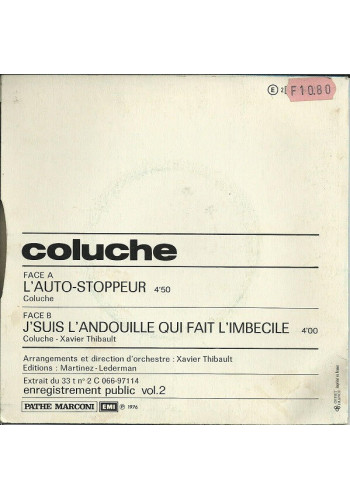 E 2
F10.80
coluche
FACE A
L'AUTO-STOPPEUR 4'50
Coluche
FACE B
J'SUIS L'ANDOUILLE QUI FAIT L'IMBECILE 4'00
Coluche - Xavier Thibault
Arrangements et direction d'orchestre : Xavier Thibault
Editions : Martinez-Lederman
Extrait du 33 t n° 2 C 066-97114
enregistrement public vol.2
PATHE MARCONI EMI ℗ 1976